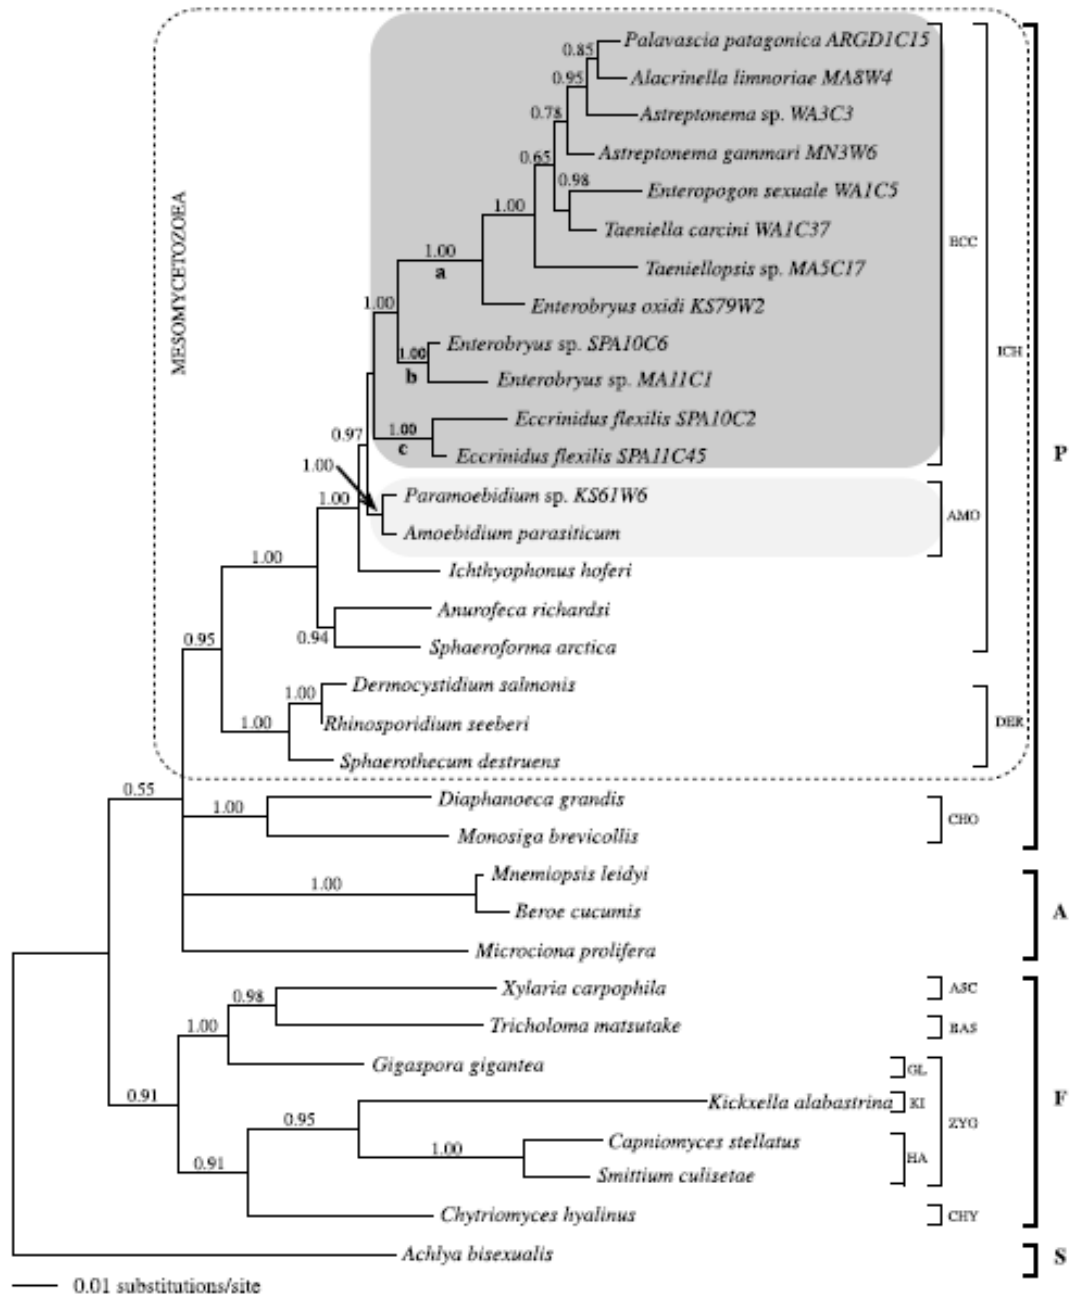 Palavascia patagonica ARGD1C15
0.85
Alacrinella limnoriae MA8W4
0.95
Astreptonema sp. WA3C3
0.78
Astreptonema gammari MN3W6
0.65
0.98
Enteropogon sexuale WA1C5
1.00
Taeniella carcini WA1C37
ECC
1.00
a
Taeniellopsis sp. MA5C17
MESOMYCETOZOEA
1.00
Enterobryus oxidi KS79W2
Enterobryus sp. SPA10C6
1.00
ICH
b
Enterobryus sp. MA11C1
Eccrinidus flexilis SPA10C2
1.00
0.97
c
Eccrinidus flexilis SPA11C45
P
1.00
Paramoebidium sp. KS61W6
1.00
AMO
Amoebidium parasiticum
1.00
Ichthyophonus hoferi
Anurofeca richardsi
0.94
0.95
Sphaeroforma arctica
Dermocystidium salmonis
1.00
1.00
Rhinosporidium seeberi
DER
Sphaerothecum destruens
0.55
Diaphanoeca grandis
1.00
CHO
Monosiga brevicollis
Mnemiopsis leidyi
1.00
Beroe cucumis
A
Microciona prolifera
0.98
Xylaria carpophila
ASC
1.00
Tricholoma matsutake
BAS
Gigaspora gigantea
GL
0.91
Kickxella alabastrina
KI
F
0.95
ZYG
Capniomyces stellatus
1.00
HA
0.91
Smittium culisetae
Chytriomyces hyalinus
CHY
Achlya bisexualis
S
0.01 substitutions/site